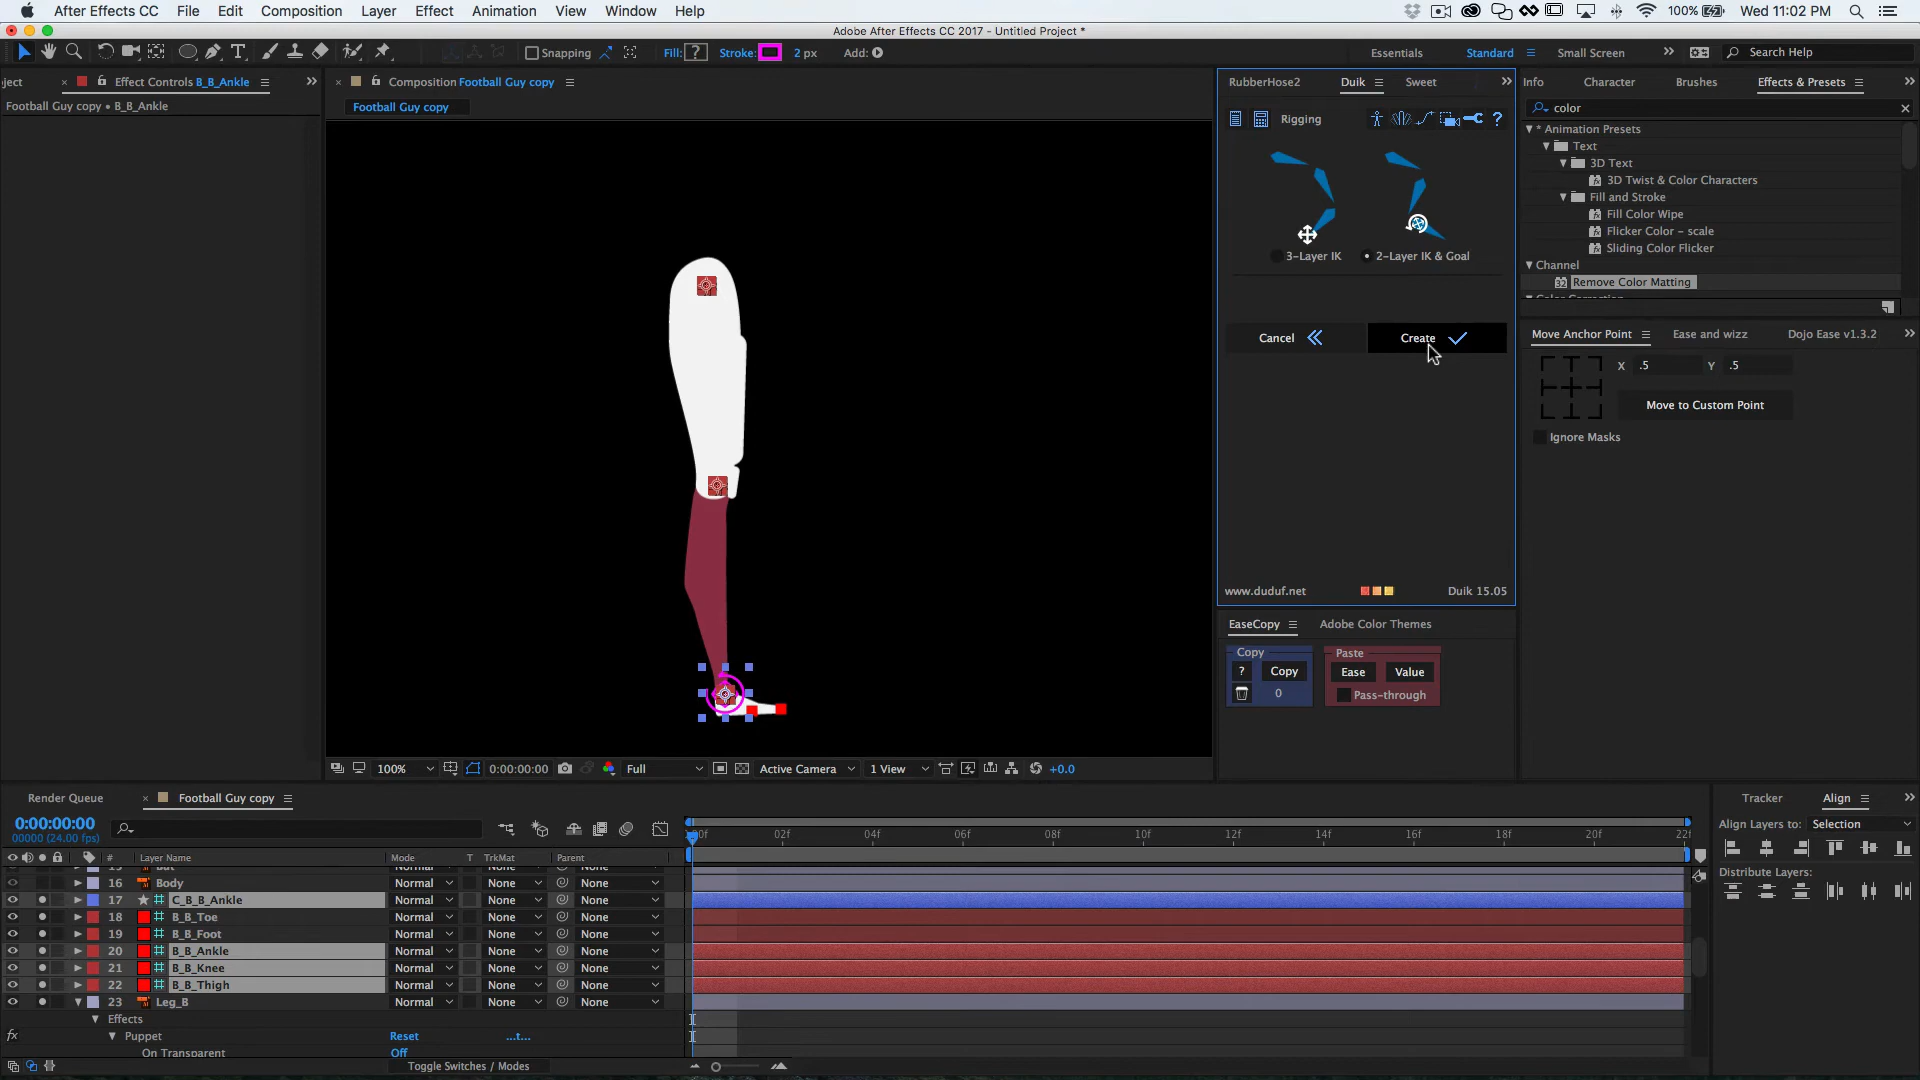 After Effects CC File Edit Composition Layer Effect Animation View Window Help 100% Wed 11:02 PM
Adobe After Effects CC 2017 - Untitled Project *
Snapping Fill: ? Stroke: 2 px Add: Essentials Standard Small Screen Search Help
ject Effect Controls B_B_Ankle Composition Football Guy copy RubberHose2 Duik Sweet Info Character Brushes Effects & Presets
Football Guy copy • B_B_Ankle Football Guy copy color
Rigging
* Animation Presets
Text
3D Text
3D Twist & Color Characters
Fill and Stroke
Fill Color Wipe
Flicker Color - scale
Sliding Color Flicker
3-Layer IK 2-Layer IK & Goal
Channel
Remove Color Matting
Cancel Create
Move Anchor Point Ease and wizz Dojo Ease v1.3.2
X .5 Y .5
Move to Custom Point
Ignore Masks
www.duduf.net Duik 15.05
EaseCopy Adobe Color Themes
Copy Paste
? Copy Ease Value
0 Pass-through
100% 0:00:00:00 Full Active Camera 1 View +0.0
Render Queue Football Guy copy Tracker Align
0:00:00:00
00000 (24.00 fps)
Align Layers to: Selection
:00f 02f 04f 06f 08f 10f 12f 14f 16f 18f 20f 22f
# Layer Name Mode T TrkMat Parent
Distribute Layers:
16 Body Normal None None
17 C_B_B_Ankle Normal None None
18 B_B_Toe Normal None None
19 B_B_Foot Normal None None
20 B_B_Ankle Normal None None
21 B_B_Knee Normal None None
22 B_B_Thigh Normal None None
23 Leg_B Normal None None
Effects
fx Puppet Reset ...t...
On Transparent Off
Toggle Switches / Modes